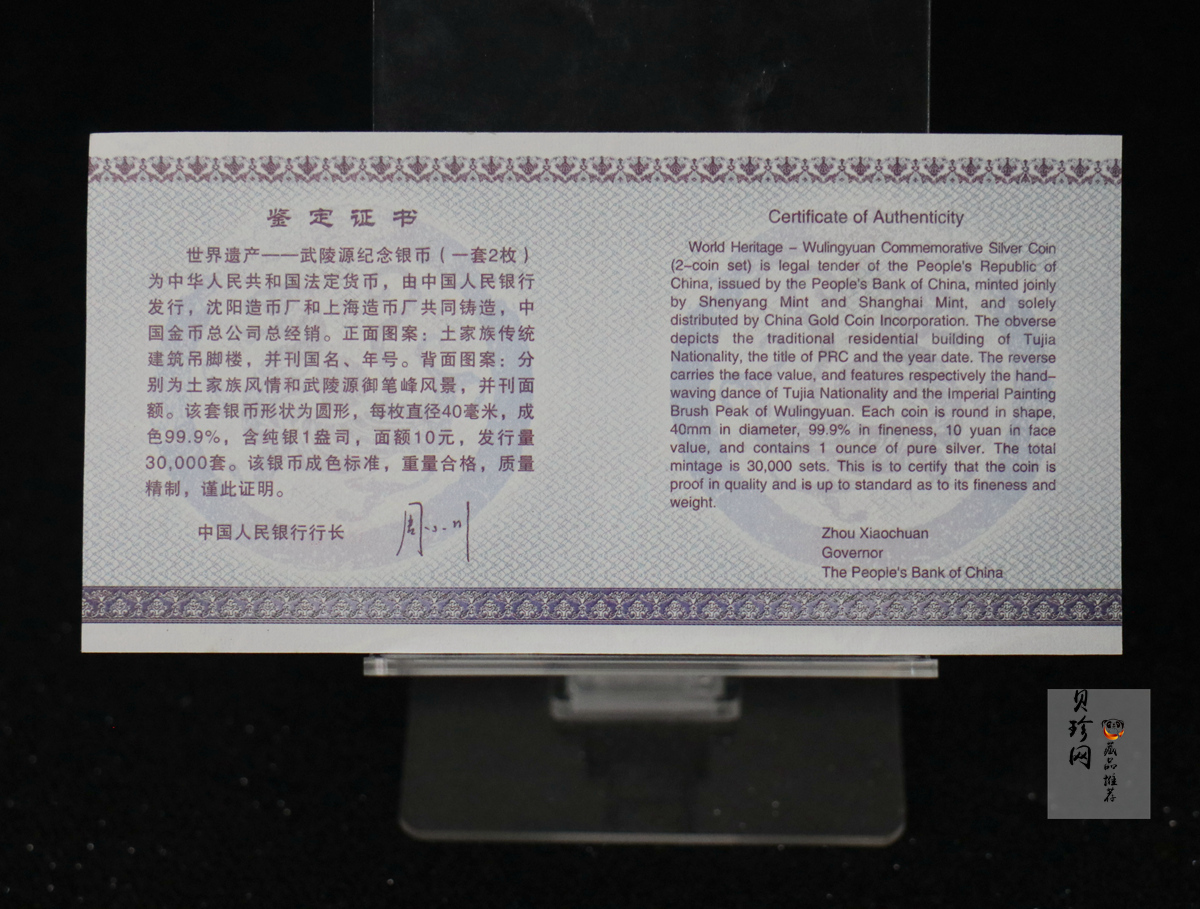 鉴定证书
世界遗产——武陵源纪念银币（一套2枚）
为中华人民共和国法定货币，由中国人民银行
发行，沈阳造币厂和上海造币厂共同铸造，中
国金币总公司总经销。正面图案：土家族传统
建筑吊脚楼，并刊国名、年号。背面图案：分
别为土家族风情和武陵源御笔峰风景，并刊面
额。该套银币形状为圆形，每枚直径40毫米，成
色99.9%，含纯银1盎司，面额10元，发行量
30,000套。该银币成色标准，重量合格，质量
精制，谨此证明。
中国人民银行行长
周小川
Certificate of Authenticity
World Heritage – Wulingyuan Commemorative Silver Coin
(2–coin set) is legal tender of the People's Republic of
China, issued by the People's Bank of China, minted joinly
by Shenyang Mint and Shanghai Mint, and solely
distributed by China Gold Coin Incorporation. The obverse
depicts the traditional residential building of Tujia
Nationality, the title of PRC and the year date. The reverse
carries the face value, and features respectively the hand–
waving dance of Tujia Nationality and the Imperial Painting
Brush Peak of Wulingyuan. Each coin is round in shape,
40mm in diameter, 99.9% in fineness, 10 yuan in face
value, and contains 1 ounce of pure silver. The total
mintage is 30,000 sets. This is to certify that the coin is
proof in quality and is up to standard as to its fineness and
weight.
Zhou Xiaochuan
Governor
The People's Bank of China
贝珍网
藏品推荐